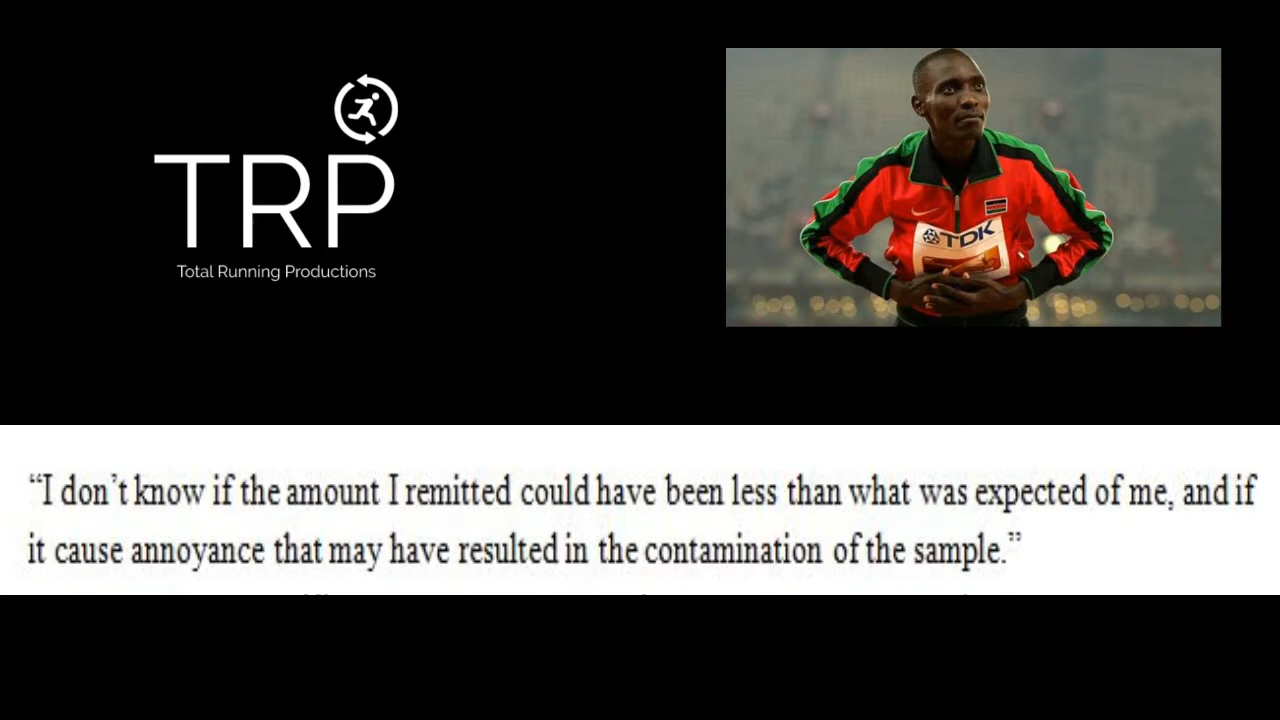 TRP
Total Running Productions
TDK
“I don’t know if the amount I remitted could have been less than what was expected of me, and if
it cause annoyance that may have resulted in the contamination of the sample.”